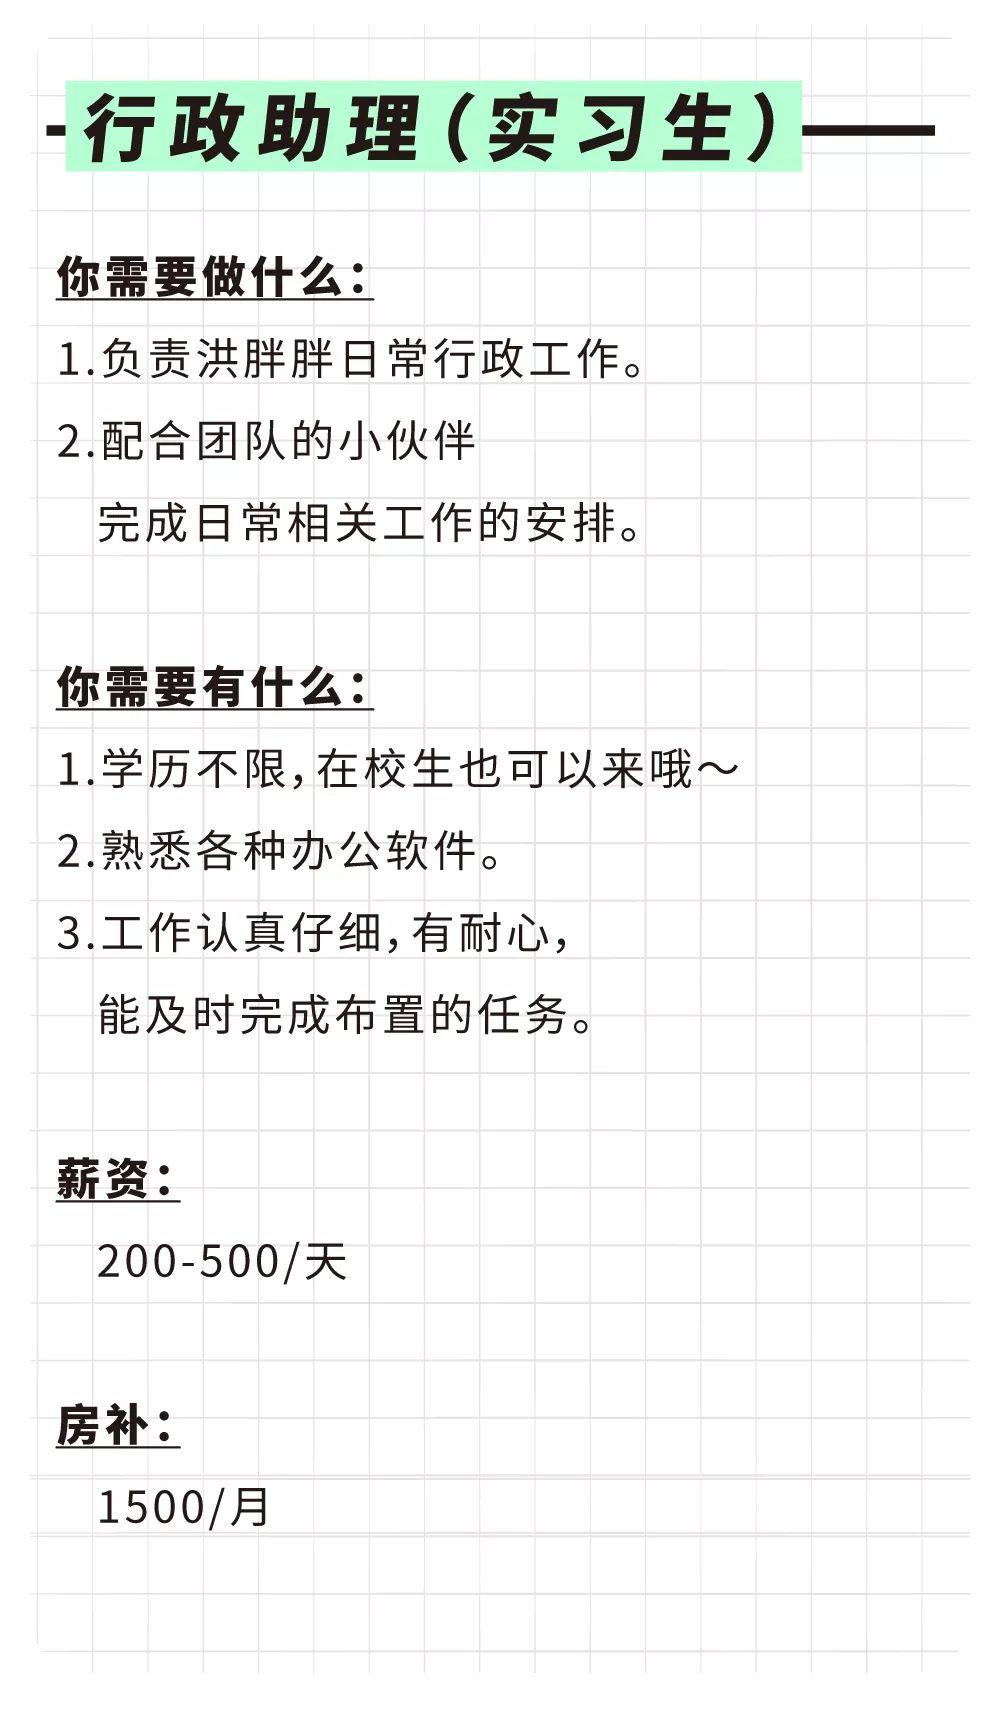 行政助理（实习生）
你需要做什么：
1.负责洪胖胖日常行政工作。
2.配合团队的小伙伴
完成日常相关工作的安排。
你需要有什么：
1.学历不限，在校生也可以来哦～
2.熟悉各种办公软件。
3.工作认真仔细，有耐心，
能及时完成布置的任务。
薪资：
200-500/天
房补：
1500/月